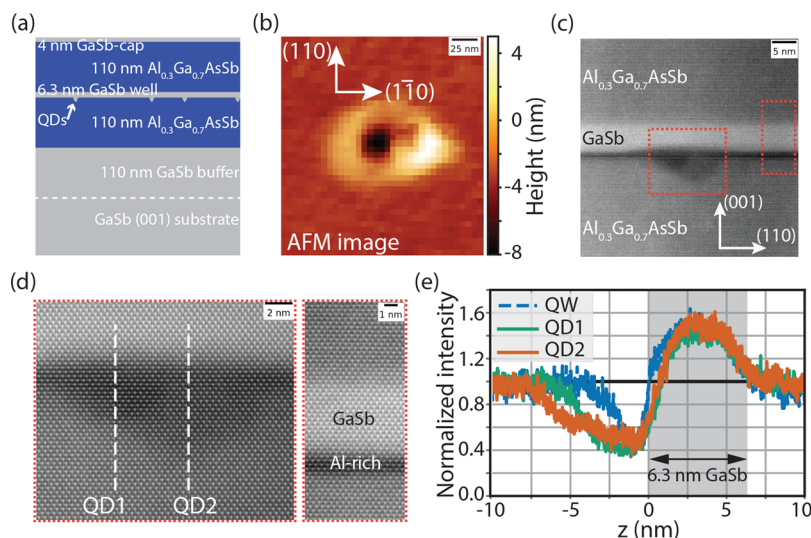 (a)
4 nm GaSb-cap
110 nm Al0.3Ga0.7AsSb
6.3 nm GaSb well
QDs
110 nm Al0.3Ga0.7AsSb
110 nm GaSb buffer
GaSb (001) substrate
(b)
25 nm
(110)
(11̅0)
AFM image
4
0
-4
-8
Height (nm)
(c)
5 nm
Al0.3Ga0.7AsSb
GaSb
(001)
(110)
Al0.3Ga0.7AsSb
(d)
2 nm
QD1
QD2
1 nm
GaSb
Al-rich
(e)
Normalized intensity
1.6
1.2
0.8
0.4
0.0
QW
QD1
QD2
6.3 nm GaSb
-10
-5
0
5
10
z (nm)